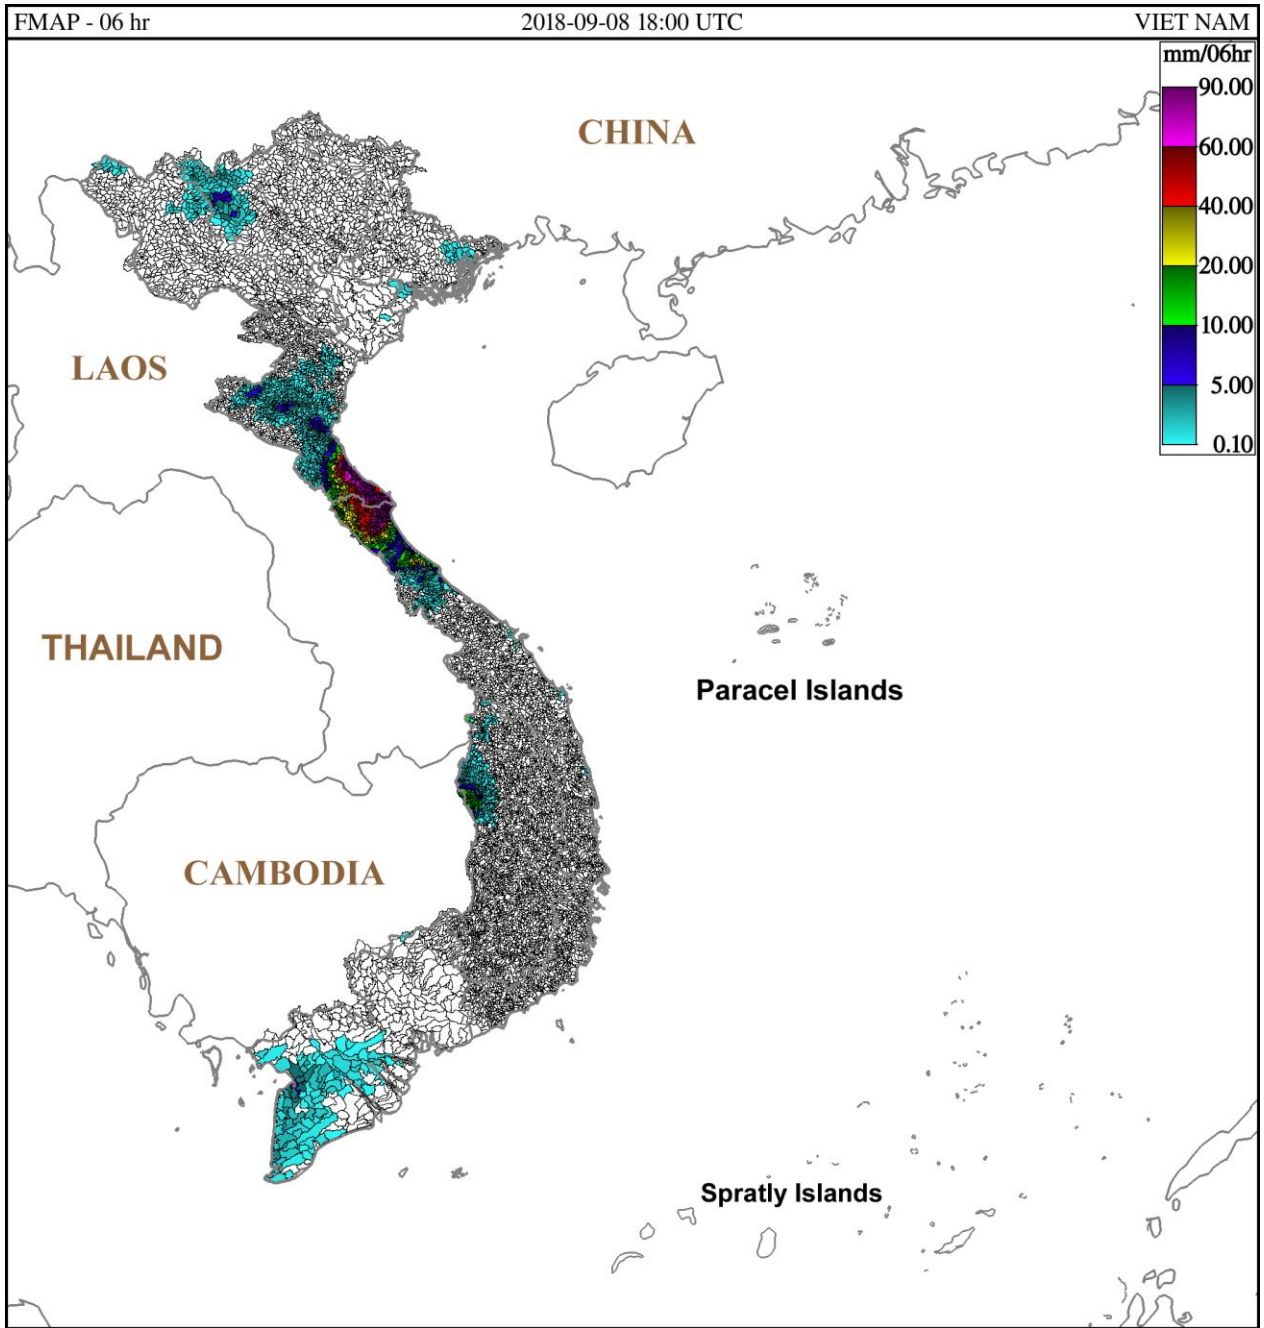 FMAP - 06 hr 2018-09-08 18:00 UTC VIET NAM
mm/06hr
90.00
CHINA
60.00
40.00
20.00
10.00
LAOS
5.00
0.10
THAILAND
Paracel Islands
CAMBODIA
Spratly Islands